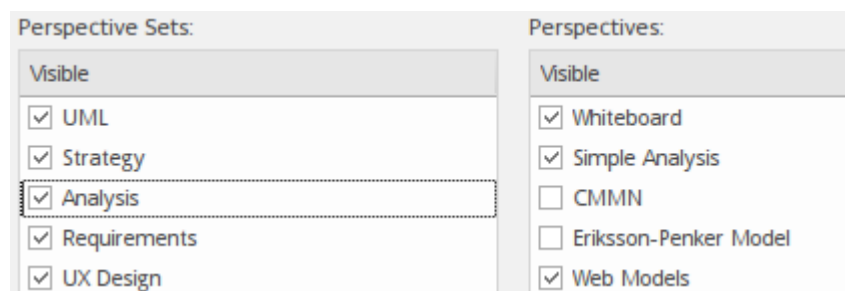 Perspective Sets:
Visible
UML
Strategy
Analysis
Requirements
UX Design
Perspectives:
Visible
Whiteboard
Simple Analysis
CMMN
Eriksson-Penker Model
Web Models